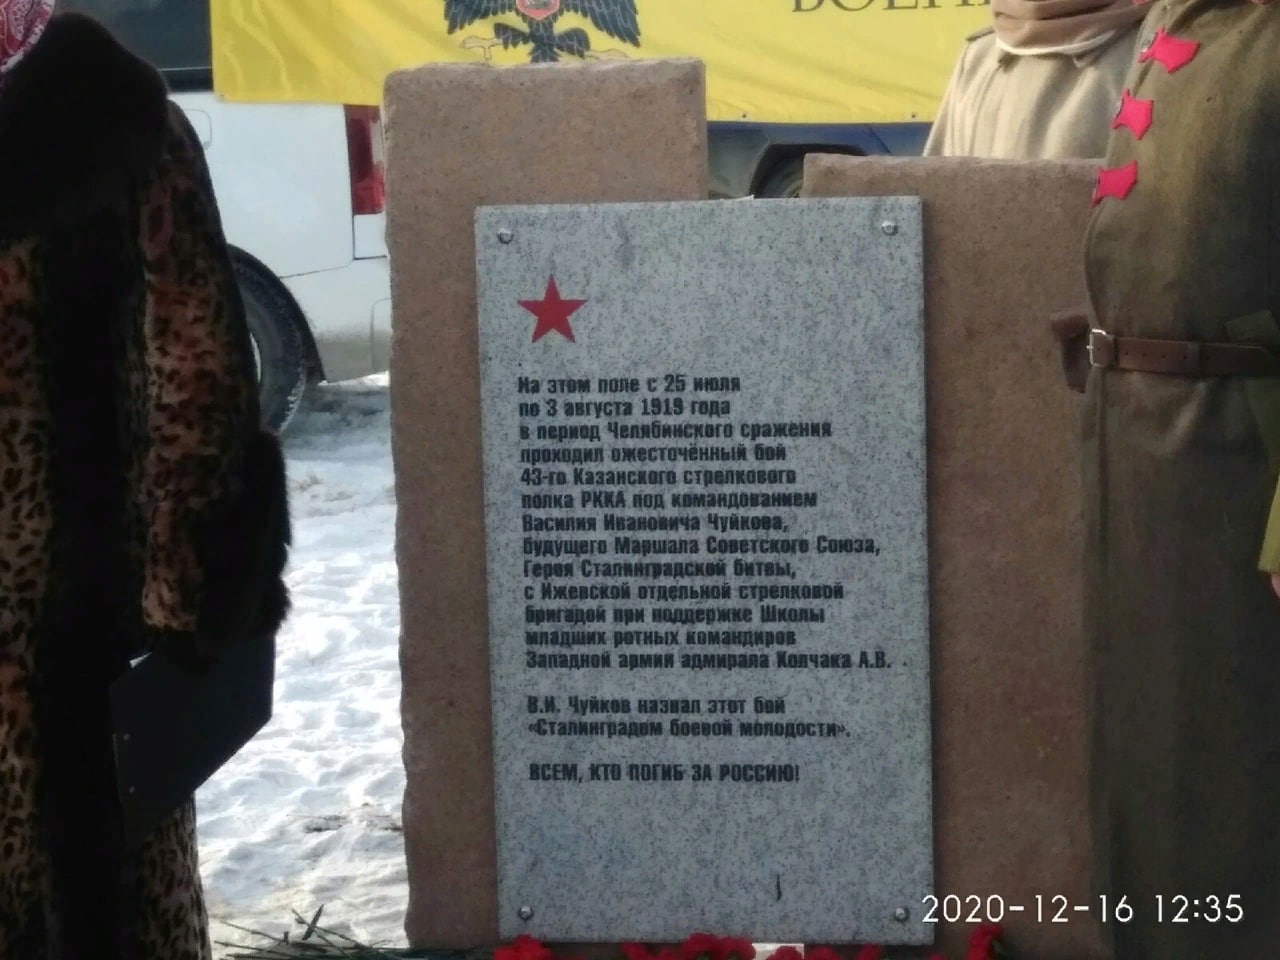 На этом поле с 25 июля
по 3 августа 1919 года
в период Челябинского сражения
проходил ожесточённый бой
43-го Казанского стрелкового
полка РККА под командованием
Василия Ивановича Чуйкова,
будущего Маршала Советского Союза,
Героя Сталинградской битвы,
с Ижевской отдельной стрелковой
бригадой при поддержке Школы
младших ротных командиров
Западной армии адмирала Колчака А.В.
В.И. Чуйков назвал этот бой
«Сталинградом боевой молодости».
ВСЕМ, КТО ПОГИБ ЗА РОССИЮ!
2020-12-16 12:35